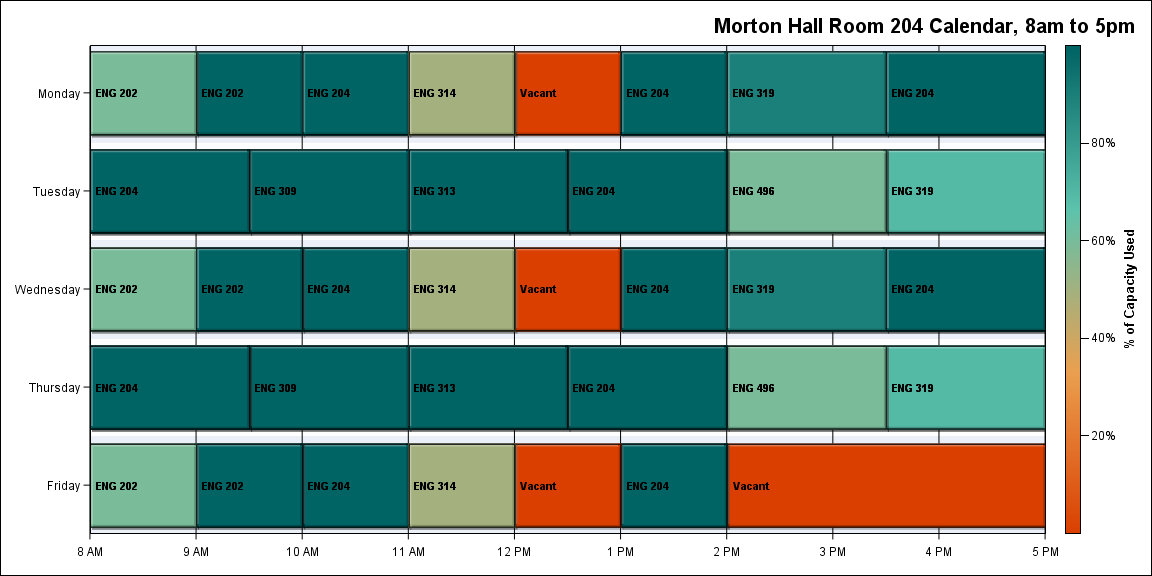 Morton Hall Room 204 Calendar, 8am to 5pm
Monday
ENG 202
ENG 202
ENG 204
ENG 314
Vacant
ENG 204
ENG 319
ENG 204
Tuesday
ENG 204
ENG 309
ENG 313
ENG 204
ENG 496
ENG 319
Wednesday
ENG 202
ENG 202
ENG 204
ENG 314
Vacant
ENG 204
ENG 319
ENG 204
Thursday
ENG 204
ENG 309
ENG 313
ENG 204
ENG 496
ENG 319
Friday
ENG 202
ENG 202
ENG 204
ENG 314
Vacant
ENG 204
Vacant
8 AM
9 AM
10 AM
11 AM
12 PM
1 PM
2 PM
3 PM
4 PM
5 PM
80%
60%
40%
20%
% of Capacity Used